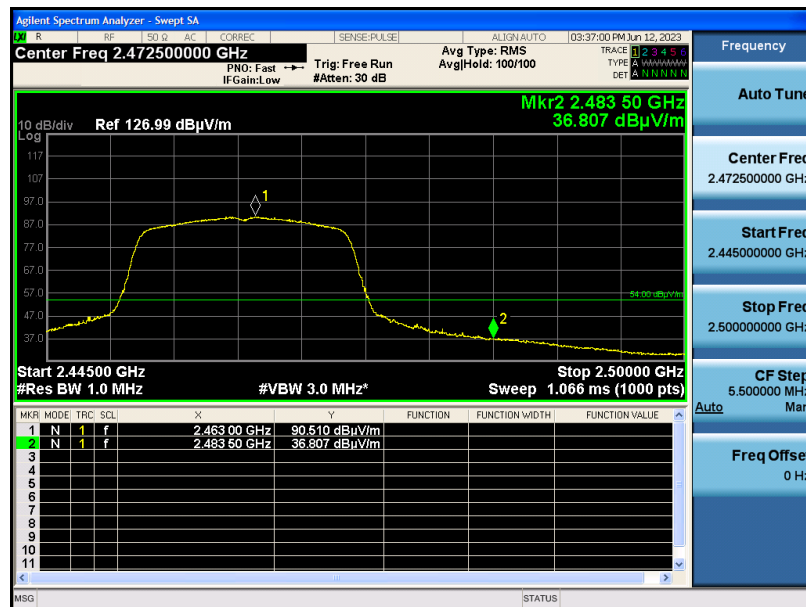 Agilent Spectrum Analyzer - Swept SA
LXI R RF 50 Ω AC CORREC SENSE:PULSE ALIGN AUTO 03:37:00 PM Jun 12, 2023
Center Freq 2.472500000 GHz
PNO: Fast
IFGain:Low
Trig: Free Run
#Atten: 30 dB
Avg Type: RMS
Avg|Hold: 100/100
TRACE 1 2 3 4 5 6
TYPE A WWWWW
DET A N N N N N
Mkr2 2.483 50 GHz
36.807 dBµV/m
10 dB/div Ref 126.99 dBµV/m
Log
117
107
97.0
87.0
77.0
67.0
57.0
47.0
37.0
1
2
54.00 dBµV/m
Start 2.44500 GHz Stop 2.50000 GHz
#Res BW 1.0 MHz #VBW 3.0 MHz* Sweep 1.066 ms (1000 pts)
MKR MODE TRC SCL X Y FUNCTION FUNCTION WIDTH FUNCTION VALUE
1 N 1 f 2.463 00 GHz 90.510 dBµV/m
2 N 1 f 2.483 50 GHz 36.807 dBµV/m
3
4
5
6
7
8
9
10
11
MSG STATUS
Frequency
Auto Tune
Center Freq
2.472500000 GHz
Start Freq
2.445000000 GHz
Stop Freq
2.500000000 GHz
CF Step
5.500000 MHz
Auto Man
Freq Offset
0 Hz